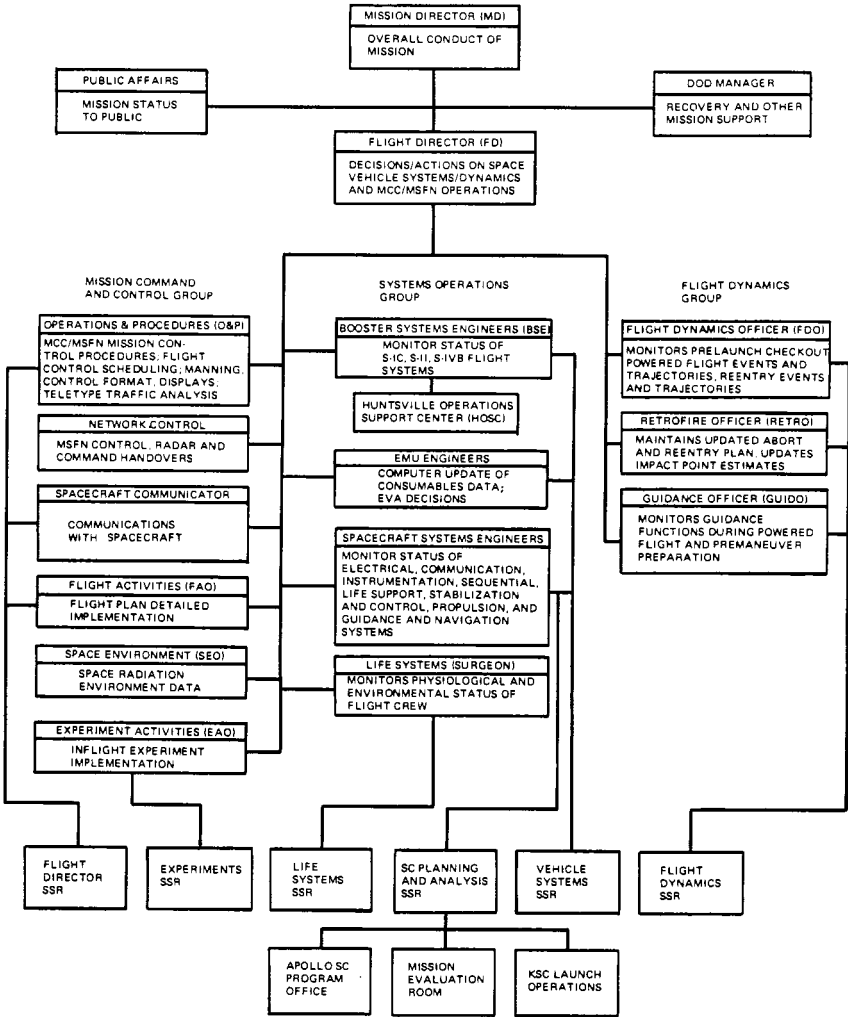 MISSION DIRECTOR (MD)
OVERALL CONDUCT OF
MISSION
PUBLIC AFFAIRS
MISSION STATUS
TO PUBLIC
DOD MANAGER
RECOVERY AND OTHER
MISSION SUPPORT
FLIGHT DIRECTOR (FD)
DECISIONS/ACTIONS ON SPACE
VEHICLE SYSTEMS/DYNAMICS
AND MCC/MSFN OPERATIONS
MISSION COMMAND
AND CONTROL GROUP
OPERATIONS & PROCEDURES (O&P)
MCC/MSFN MISSION CON-
TROL PROCEDURES; FLIGHT
CONTROL SCHEDULING; MANNING,
CONTROL FORMAT, DISPLAYS;
TELETYPE TRAFFIC ANALYSIS
NETWORK CONTROL
MSFN CONTROL, RADAR AND
COMMAND HANDOVERS
SPACECRAFT COMMUNICATOR
COMMUNICATIONS
WITH SPACECRAFT
FLIGHT ACTIVITIES (FAO)
FLIGHT PLAN DETAILED
IMPLEMENTATION
SPACE ENVIRONMENT (SEO)
SPACE RADIATION
ENVIRONMENT DATA
EXPERIMENT ACTIVITIES (EAO)
INFLIGHT EXPERIMENT
IMPLEMENTATION
SYSTEMS OPERATIONS
GROUP
BOOSTER SYSTEMS ENGINEERS (BSE)
MONITOR STATUS OF
S-IC, S-II, S-IVB FLIGHT
SYSTEMS
HUNTSVILLE OPERATIONS
SUPPORT CENTER (HOSC)
EMU ENGINEERS
COMPUTER UPDATE OF
CONSUMABLES DATA;
EVA DECISIONS
SPACECRAFT SYSTEMS ENGINEERS
MONITOR STATUS OF
ELECTRICAL, COMMUNICATION,
INSTRUMENTATION, SEQUENTIAL,
LIFE SUPPORT, STABILIZATION
AND CONTROL, PROPULSION, AND
GUIDANCE AND NAVIGATION
SYSTEMS
LIFE SYSTEMS (SURGEON)
MONITORS PHYSIOLOGICAL AND
ENVIRONMENTAL STATUS OF
FLIGHT CREW
FLIGHT DYNAMICS
GROUP
FLIGHT DYNAMICS OFFICER (FDO)
MONITORS PRELAUNCH CHECKOUT
POWERED FLIGHT EVENTS AND
TRAJECTORIES, REENTRY EVENTS
AND TRAJECTORIES
RETROFIRE OFFICER (RETRO)
MAINTAINS UPDATED ABORT
AND REENTRY PLAN, UPDATES
IMPACT POINT ESTIMATES
GUIDANCE OFFICER (GUIDO)
MONITORS GUIDANCE
FUNCTIONS DURING POWERED
FLIGHT AND PREMANEUVER
PREPARATION
FLIGHT
DIRECTOR
SSR
EXPERIMENTS
SSR
LIFE
SYSTEMS
SSR
SC PLANNING
AND ANALYSIS
SSR
VEHICLE
SYSTEMS
SSR
FLIGHT
DYNAMICS
SSR
APOLLO SC
PROGRAM
OFFICE
MISSION
EVALUATION
ROOM
KSC LAUNCH
OPERATIONS